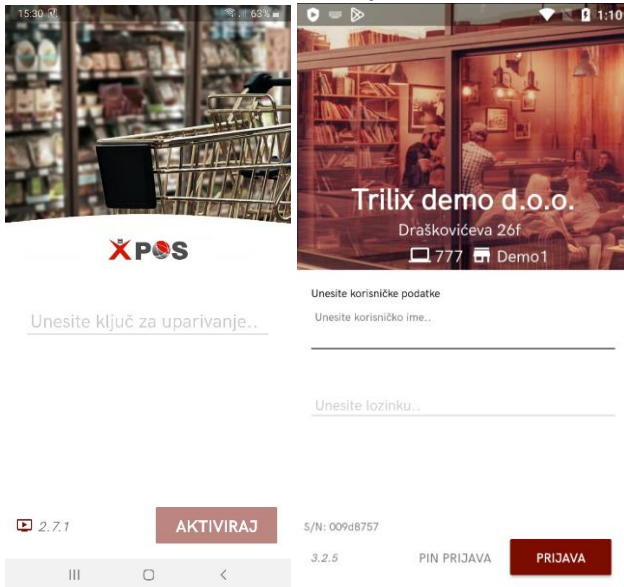 15:30
63%
XPOS
Unesite ključ za uparivanje..
2.7.1
AKTIVIRAJ
1:10
Trilix demo d.o.o.
Draškovićeva 26f
777 Demo1
Unesite korisničke podatke
Unesite korisničko ime..
Unesite lozinku..
S/N: 009d8757
3.2.5
PIN PRIJAVA
PRIJAVA